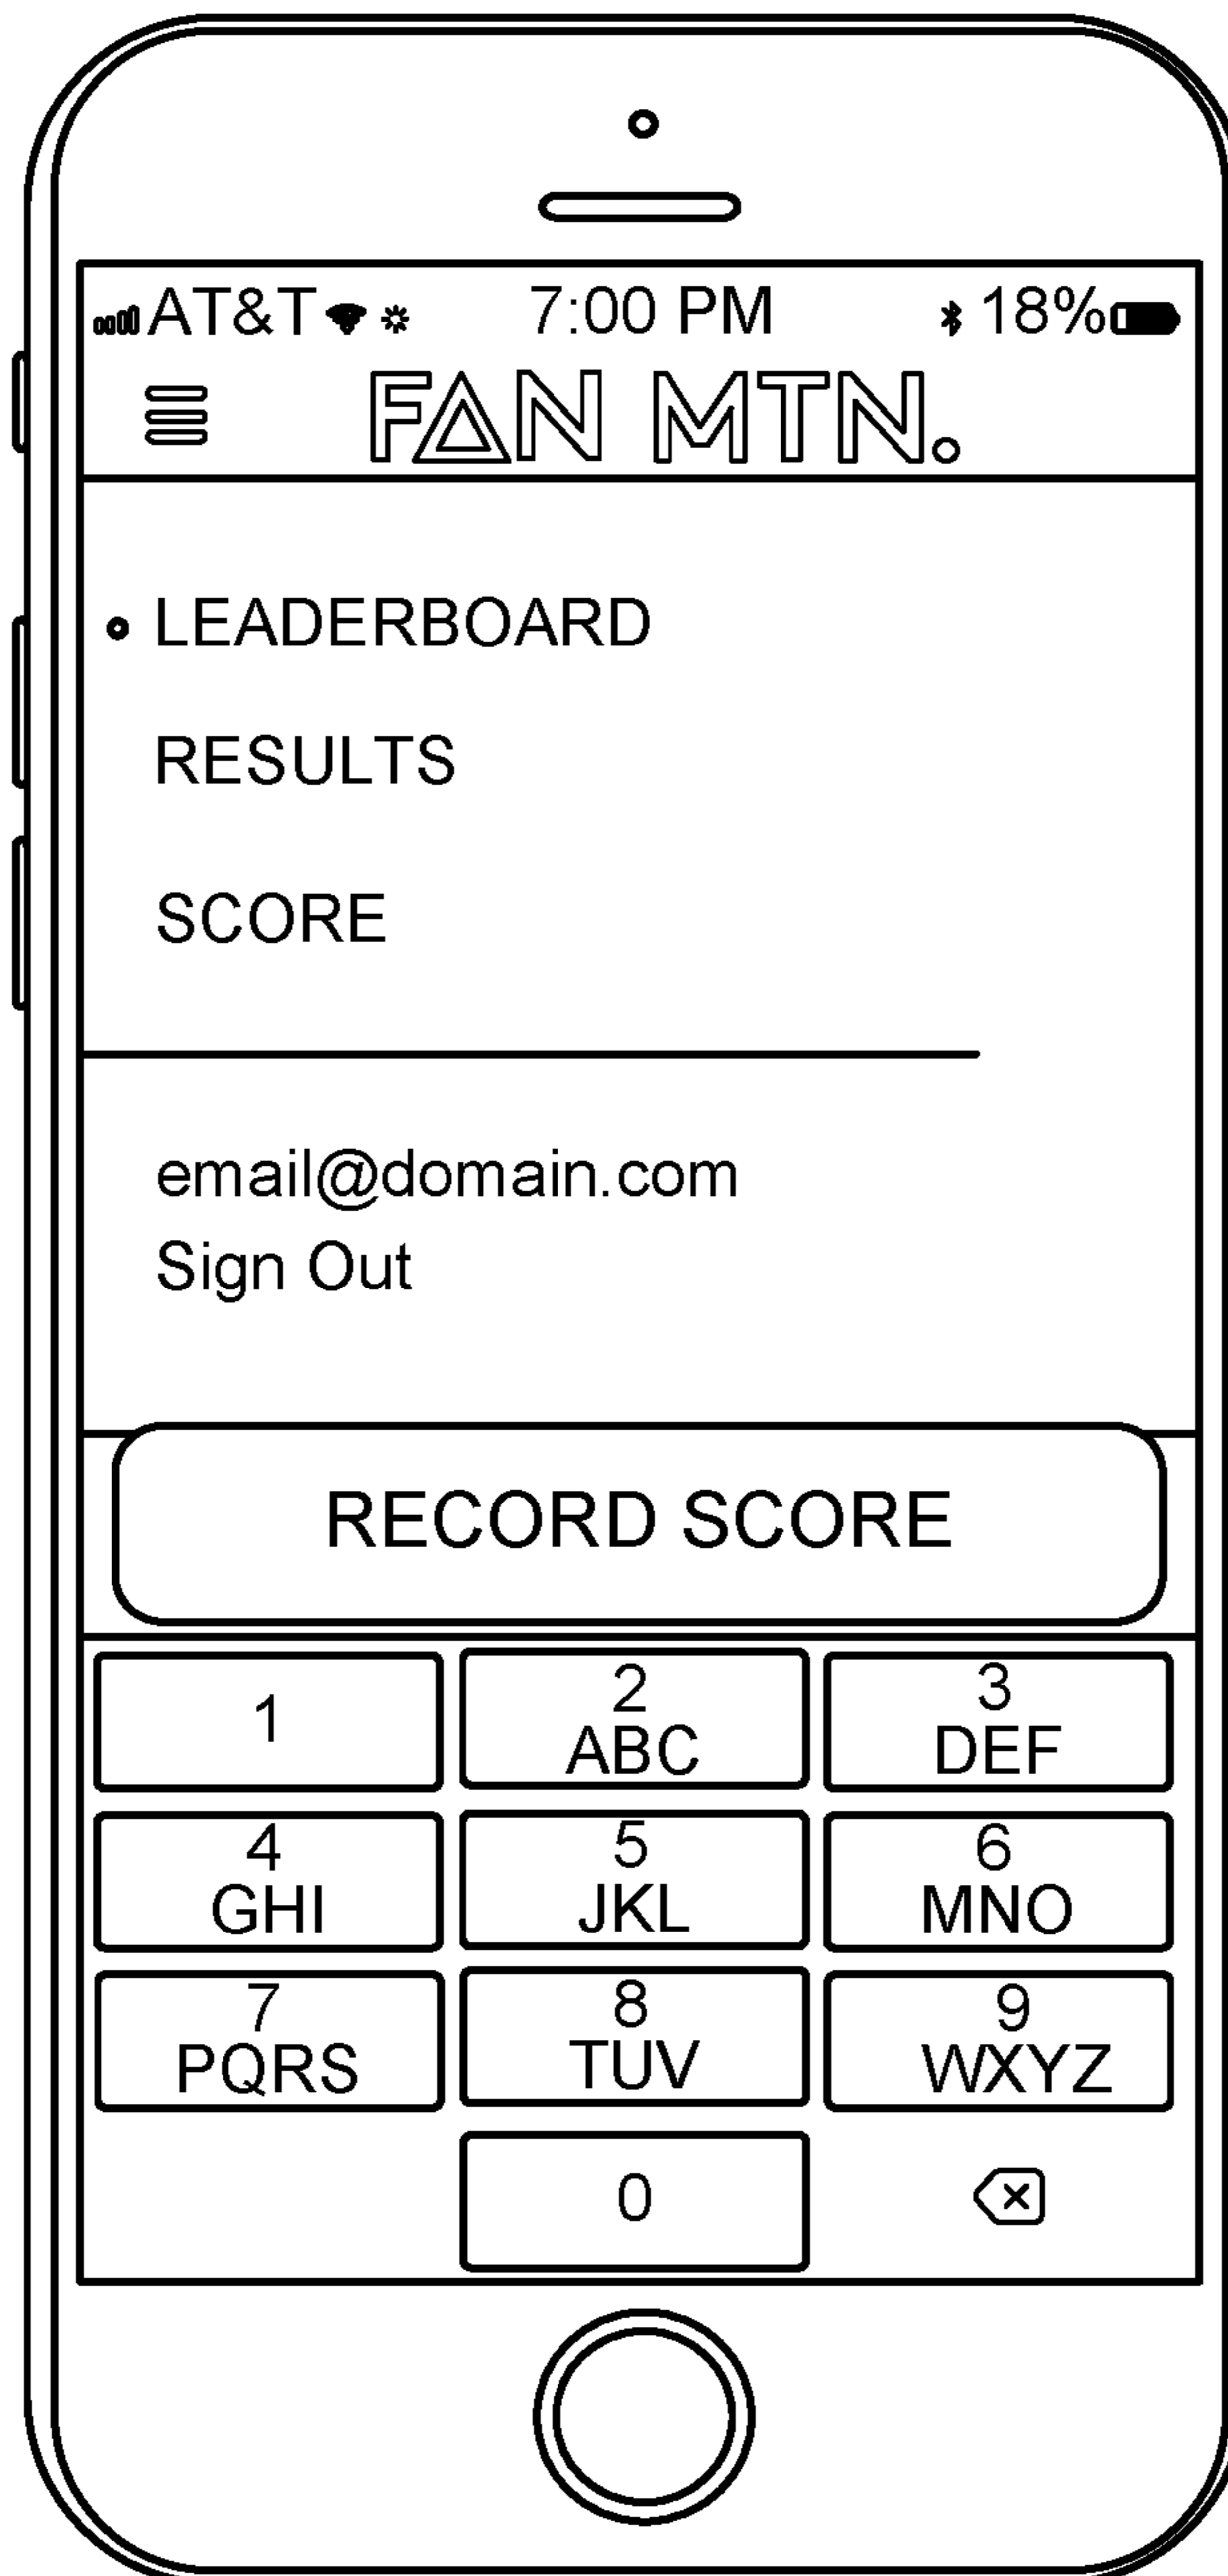 AT&T 7:00 PM 18%
FAN MTN.
LEADERBOARD
RESULTS
SCORE
email@domain.com
Sign Out
RECORD SCORE
1 2 3
ABC DEF
4 5 6
GHI JKL MNO
7 8 9
PQRS TUV WXYZ
0